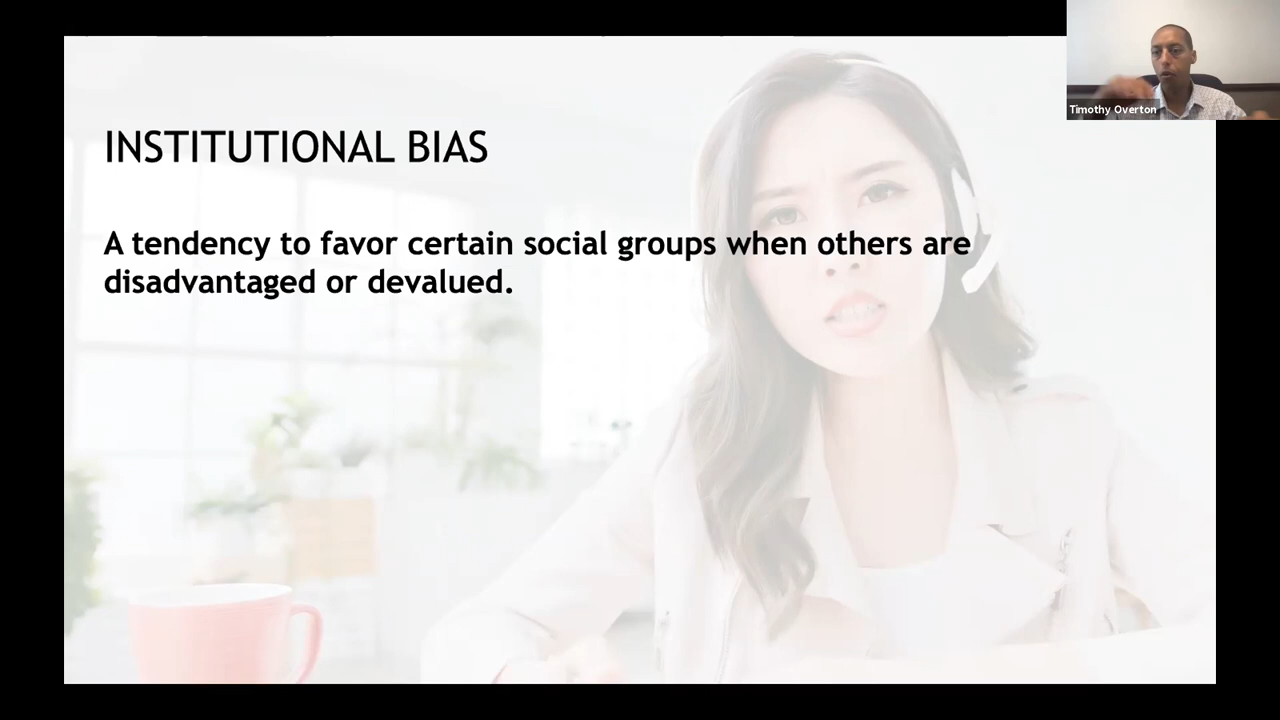 Timothy Overton
INSTITUTIONAL BIAS
A tendency to favor certain social groups when others are
disadvantaged or devalued.